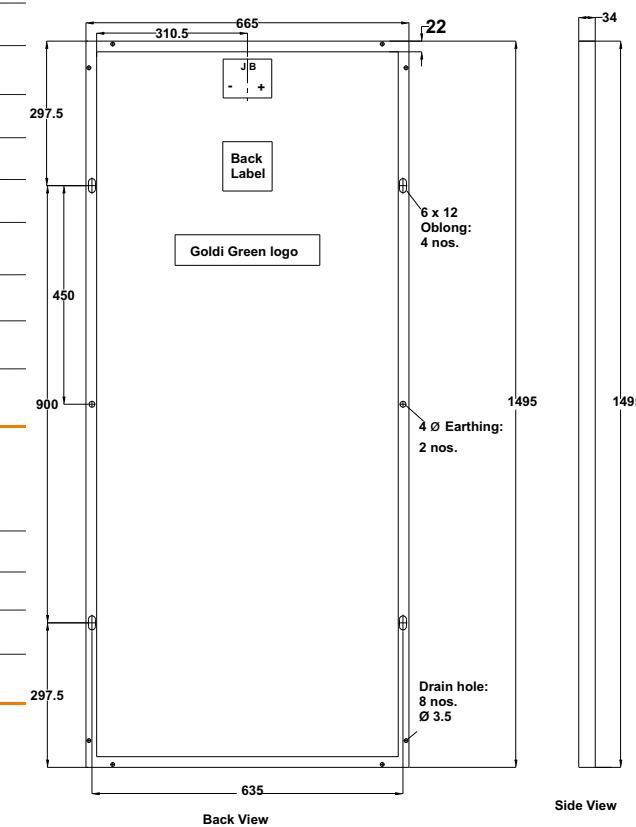 665
310.5
22
34
J B
- +
297.5
Back
Label
6 x 12
Oblong:
4 nos.
Goldi Green logo
450
900
1495
149
4 Ø Earthing:
2 nos.
297.5
Drain hole:
8 nos.
Ø 3.5
635
Back View
Side View